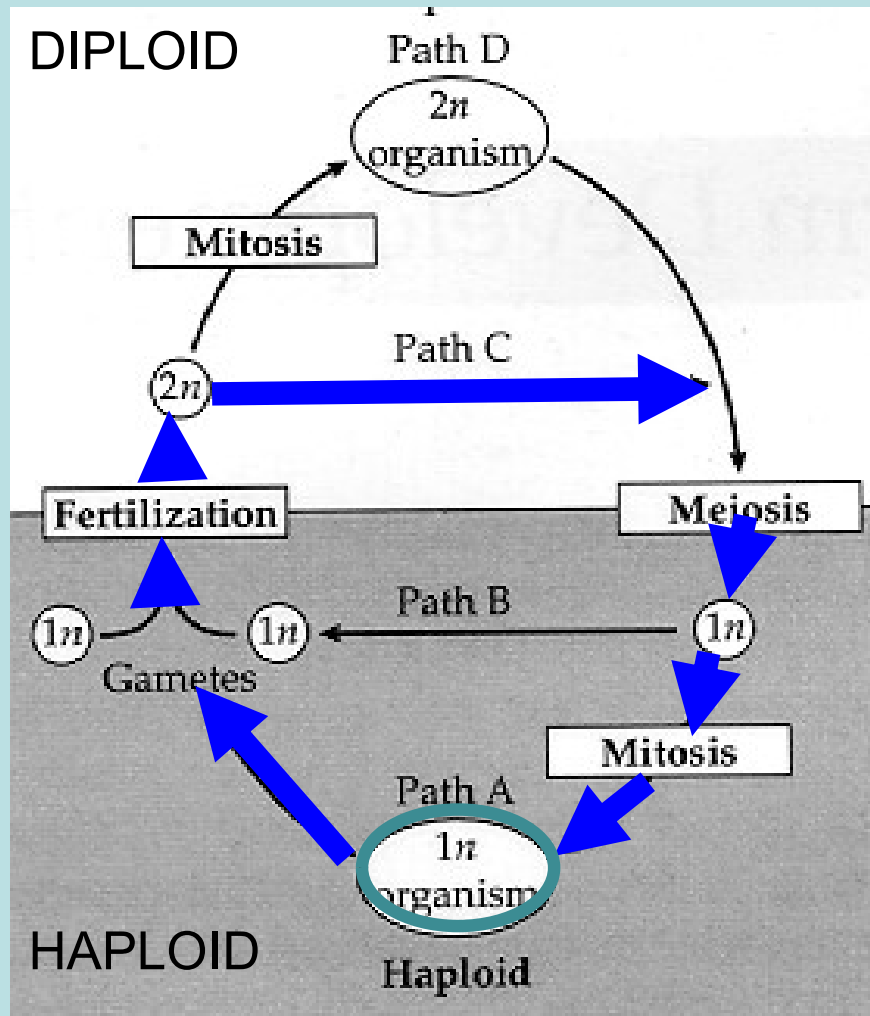 DIPLOID
Path D
2n
organism
Mitosis
Path C
2n
Fertilization
Meiosis
1n
1n
Path B
1n
Gametes
Mitosis
Path A
1n
organism
HAPLOID
Haploid